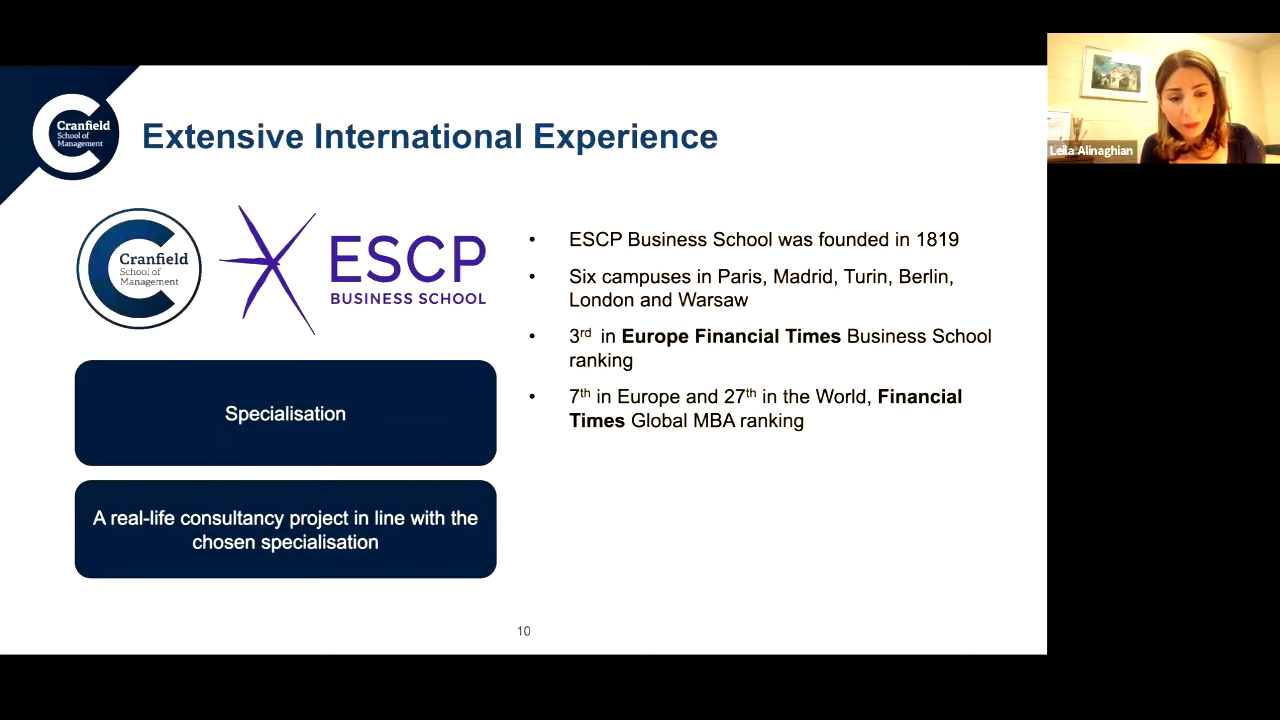 Cranfield
School of
Management
Extensive International Experience
Leila Alinaghian
Cranfield
School of
Management
ESCP
BUSINESS SCHOOL
• ESCP Business School was founded in 1819
• Six campuses in Paris, Madrid, Turin, Berlin,
London and Warsaw
• 3rd in Europe Financial Times Business School
ranking
• 7th in Europe and 27th in the World, Financial
Times Global MBA ranking
Specialisation
A real-life consultancy project in line with the
chosen specialisation
10